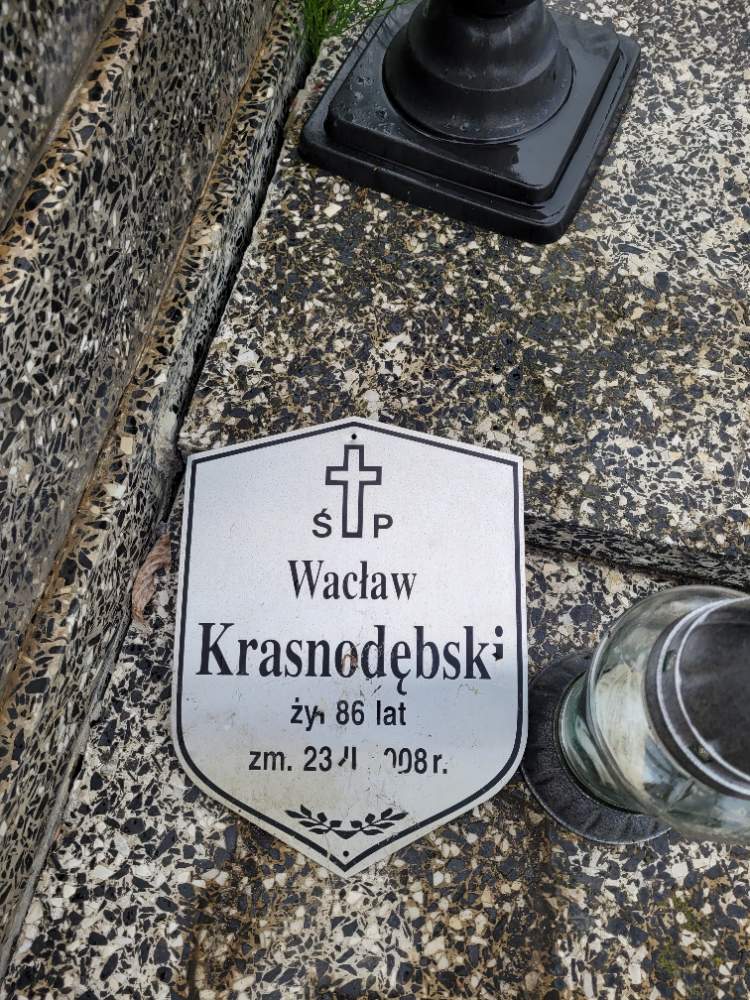 Ś P
Wacław
Krasnodębski
86 lat
zm. 23